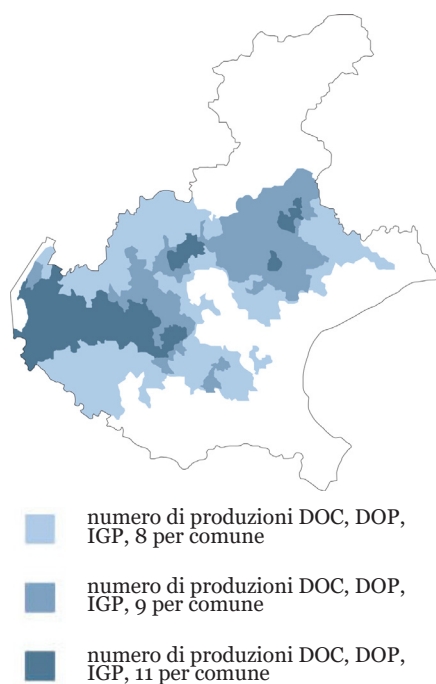 numero di produzioni DOC, DOP,
IGP, 8 per comune
numero di produzioni DOC, DOP,
IGP, 9 per comune
numero di produzioni DOC, DOP,
IGP, 11 per comune